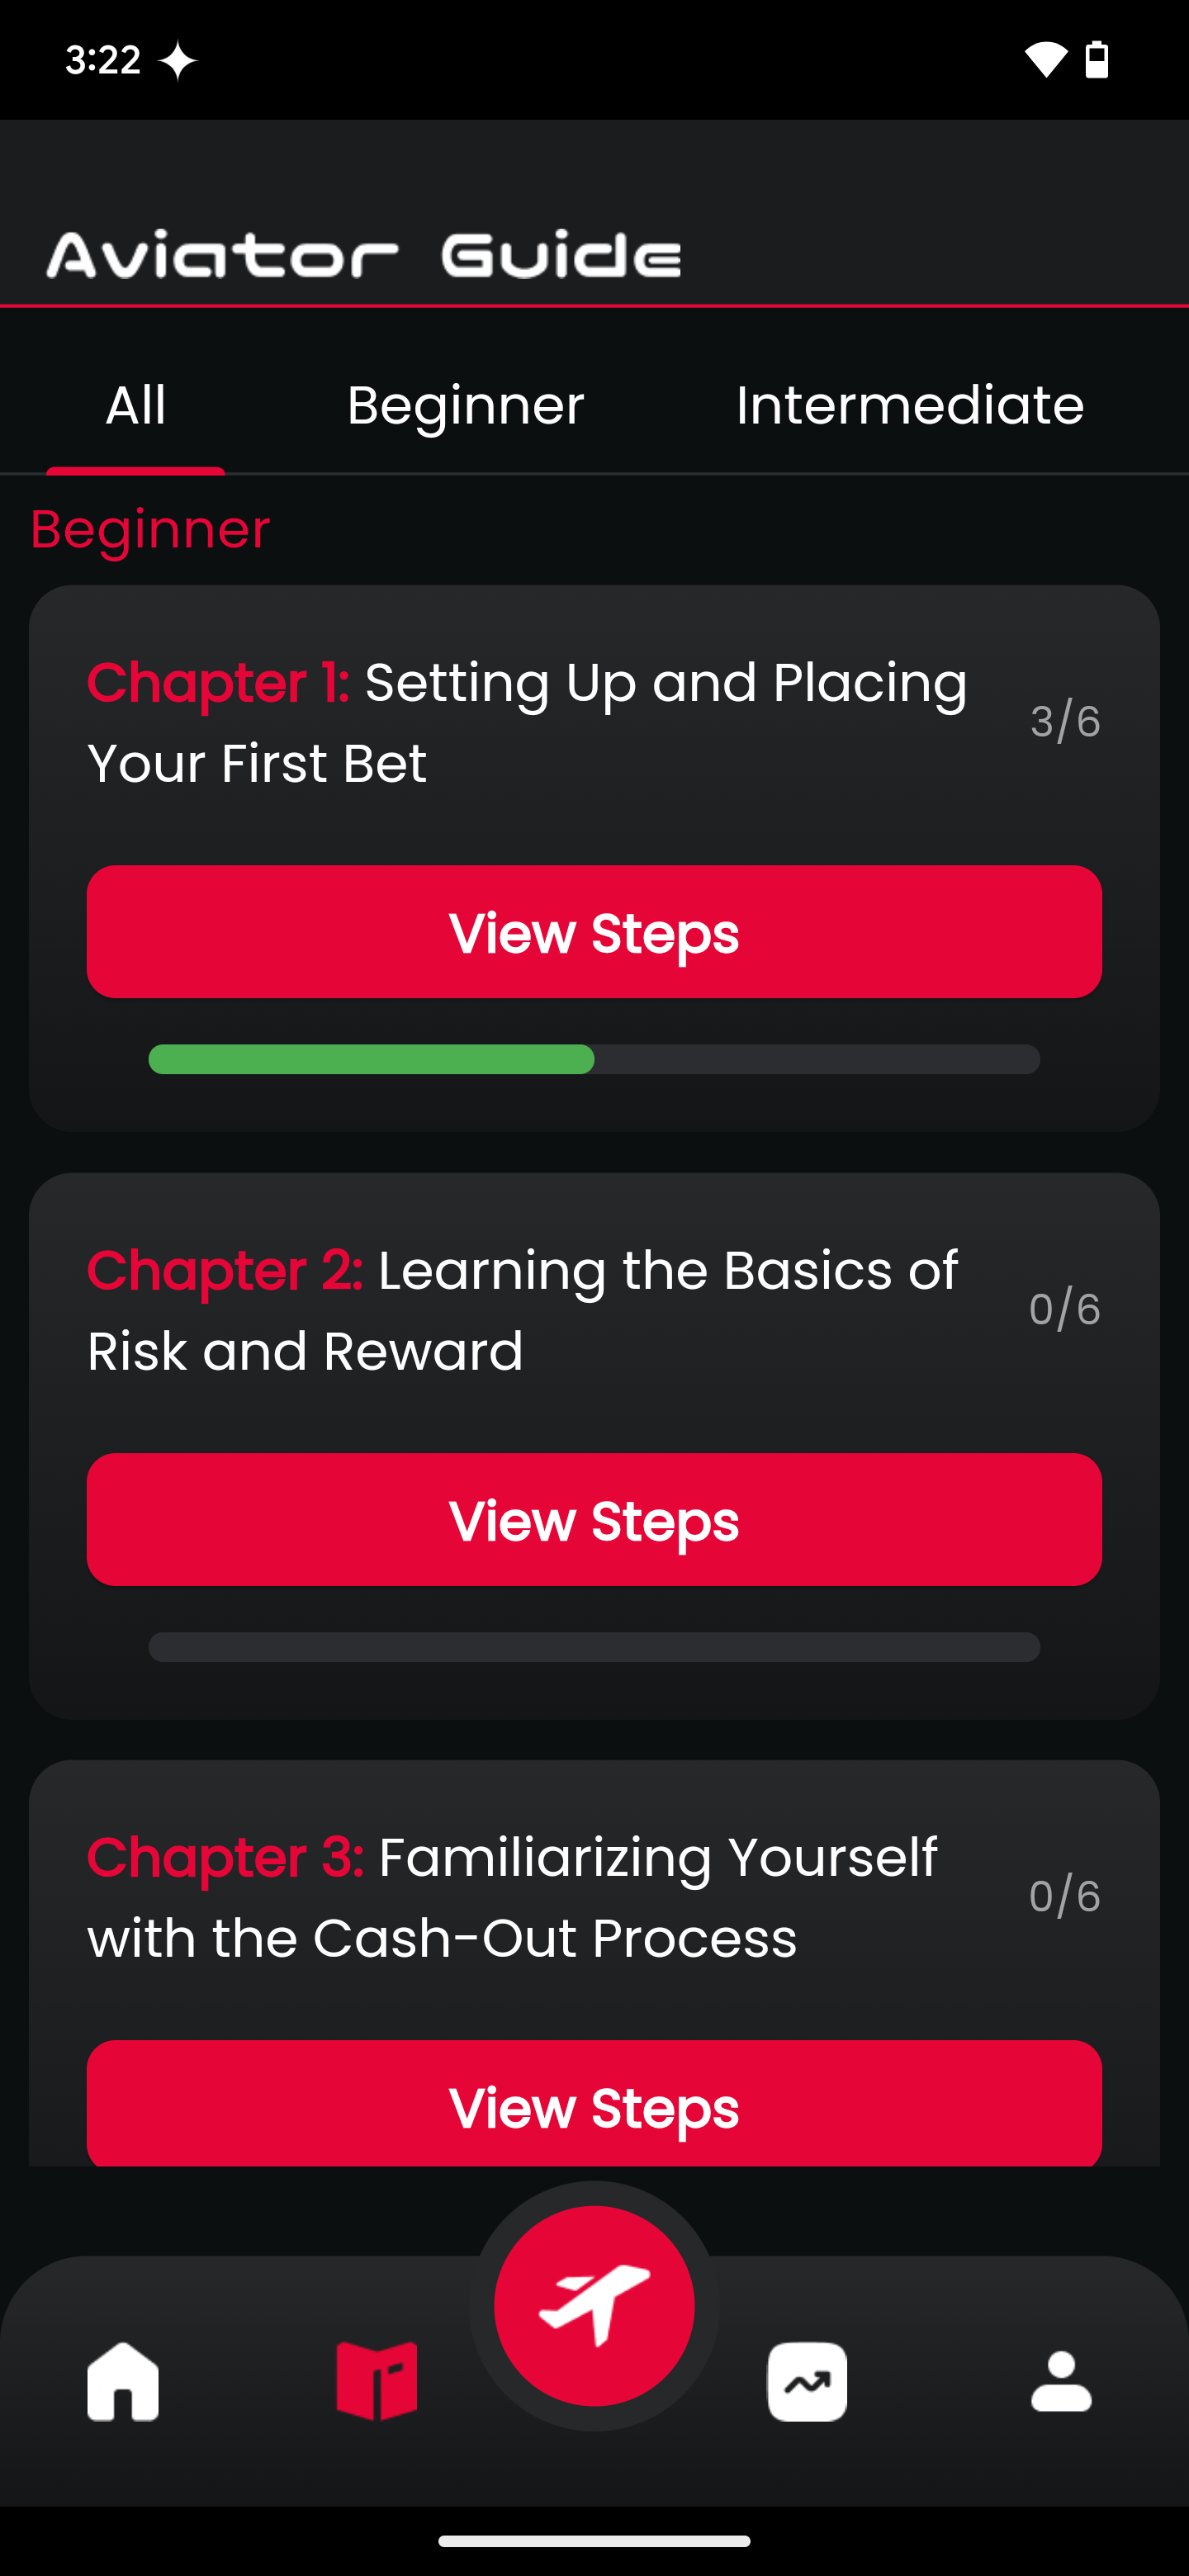 3:22
Aviator Guide
All Beginner Intermediate
Beginner
Chapter 1: Setting Up and Placing
Your First Bet
3/6
View Steps
Chapter 2: Learning the Basics of
Risk and Reward
0/6
View Steps
Chapter 3: Familiarizing Yourself
with the Cash-Out Process
0/6
View Steps